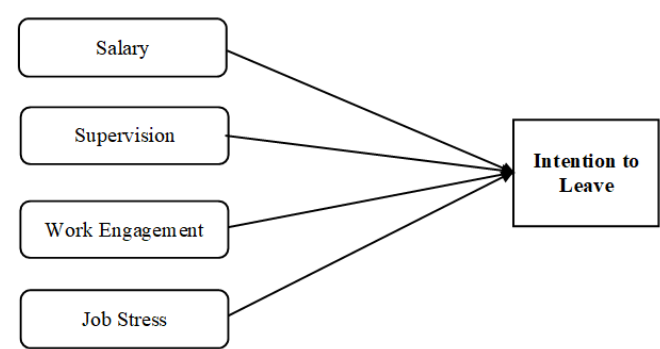 Salary
Supervision
Intention to
Leave
Work Engagement
Job Stress